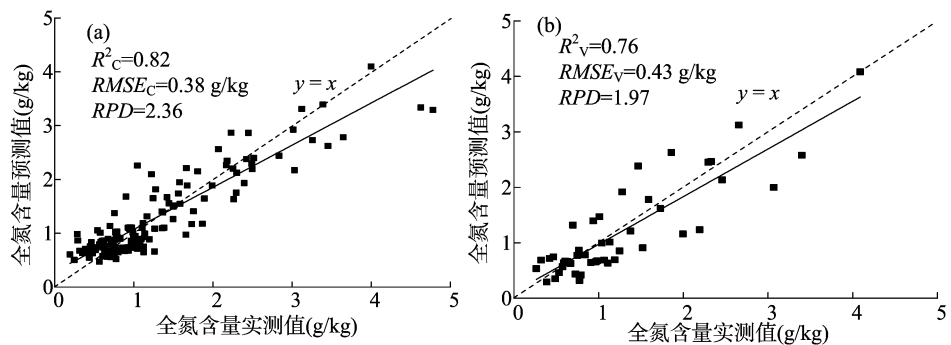 (a)
R²C=0.82
RMSEC=0.38 g/kg
RPD=2.36
y = x
全氮含量预测值(g/kg)
5
4
3
2
1
0
0 1 2 3 4 5
全氮含量实测值(g/kg)
(b)
R²V=0.76
RMSEV=0.43 g/kg
RPD=1.97
y = x
全氮含量预测值(g/kg)
5
4
3
2
1
0
0 1 2 3 4 5
全氮含量实测值(g/kg)